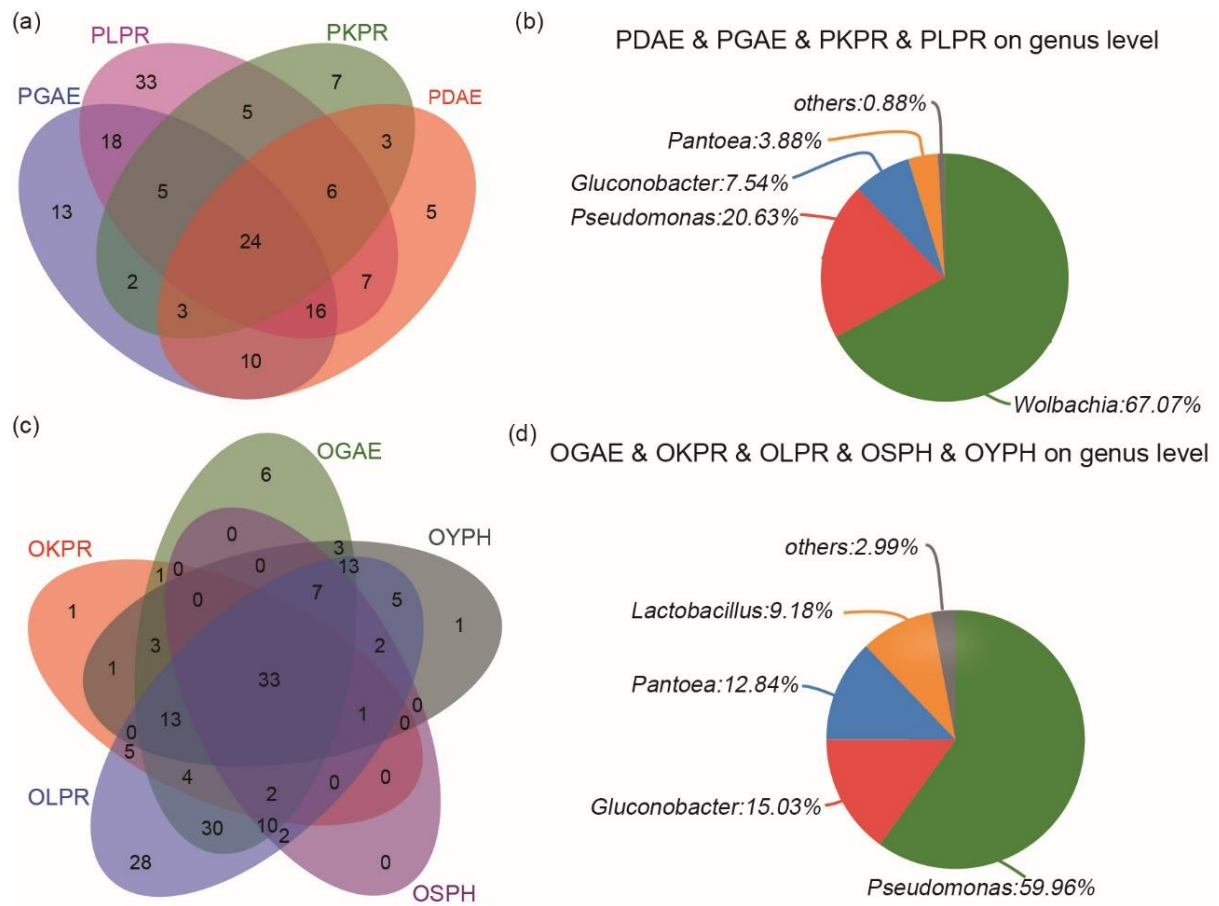 (a)
PLPR
PKPR
PGAE
PDAE
33
7
5
18
3
5
6
13
5
24
2
7
3
16
10
(b)
PDAE & PGAE & PKPR & PLPR on genus level
others:0.88%
Pantoea:3.88%
Gluconobacter:7.54%
Pseudomonas:20.63%
Wolbachia:67.07%
(c)
OGAE
OYPH
OKPR
OLPR
OSPH
6
0
3
1
0
0
13
0
7
5
1
3
2
1
1
33
0
13
1
0
0
5
4
0
0
2
30
10
2
28
0
(d)
OGAE & OKPR & OLPR & OSPH & OYPH on genus level
others:2.99%
Lactobacillus:9.18%
Pantoea:12.84%
Gluconobacter:15.03%
Pseudomonas:59.96%